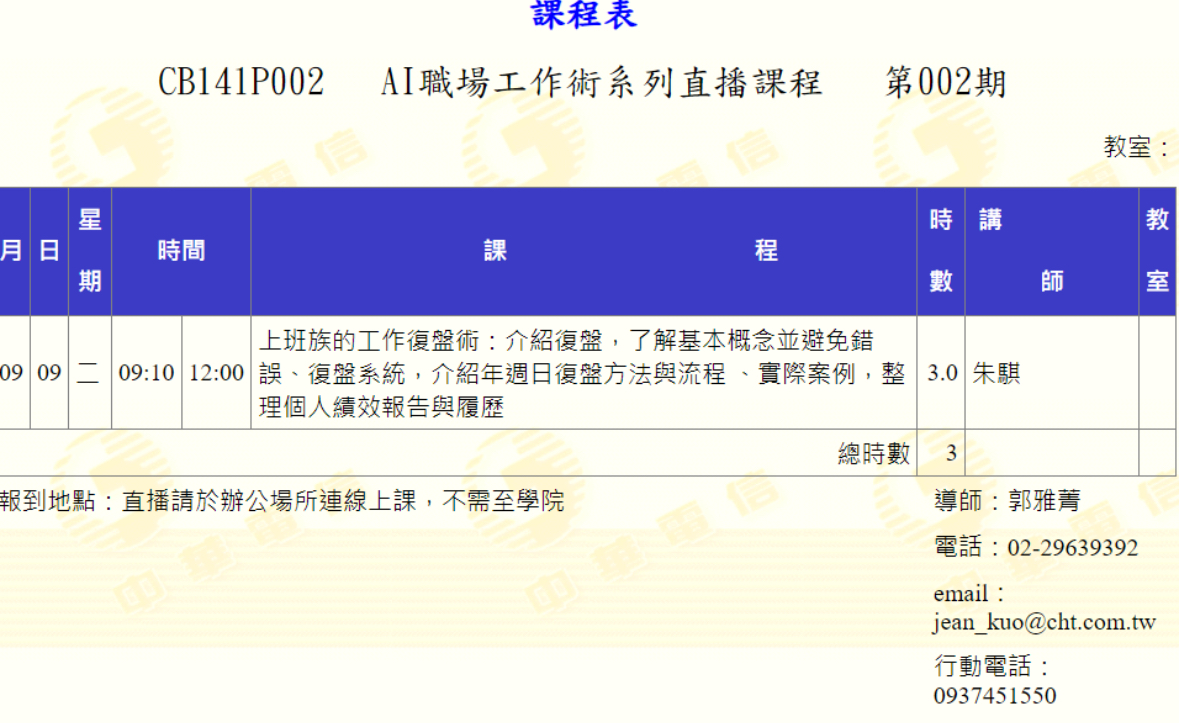 課程表
CB141P002 AI職場工作術系列直播課程 第002期
教室：
月 日 星期 時間 課程 時數 講師 教室
09 09 二 09:10 12:00 上班族的工作復盤術：介紹復盤，了解基本概念並避免錯
誤、復盤系統，介紹年週日復盤方法與流程 、實際案例，整
理個人績效報告與履歷 3.0 朱騏
總時數 3
報到地點：直播請於辦公場所連線上課，不需至學院
導師：郭雅菁
電話：02-29639392
email：
jean_kuo@cht.com.tw
行動電話：
0937451550
中華電信